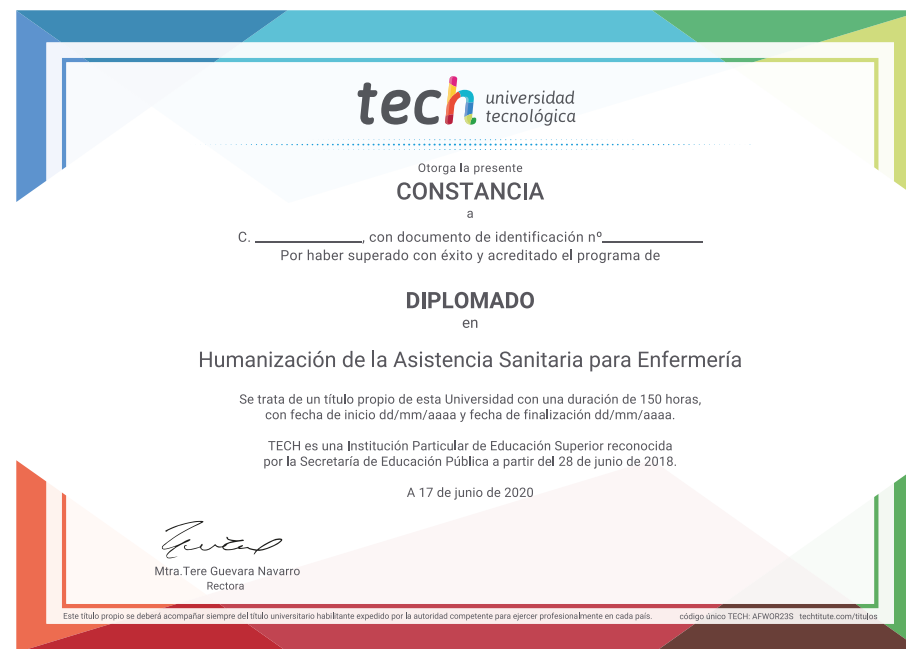 tech universidad
tecnológica
Otorga la presente
CONSTANCIA
a
C. ____________, con documento de identificación nº____________
Por haber superado con éxito y acreditado el programa de
DIPLOMADO
en
Humanización de la Asistencia Sanitaria para Enfermería
Se trata de un título propio de esta Universidad con una duración de 150 horas,
con fecha de inicio dd/mm/aaaa y fecha de finalización dd/mm/aaaa.
TECH es una Institución Particular de Educación Superior reconocida
por la Secretaría de Educación Pública a partir del 28 de junio de 2018.
A 17 de junio de 2020
Mtra.Tere Guevara Navarro
Rectora
Este título propio se deberá acompañar siempre del título universitario habilitante expedido por la autoridad competente para ejercer profesionalmente en cada país. código único TECH: AFWOR23S techtitute.com/titulos